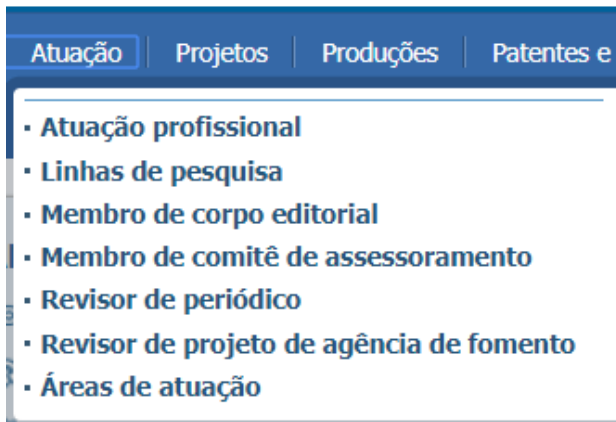 Atuação Projetos Produções Patentes e
Atuação profissional
Linhas de pesquisa
Membro de corpo editorial
Membro de comitê de assessoramento
Revisor de periódico
Revisor de projeto de agência de fomento
Áreas de atuação